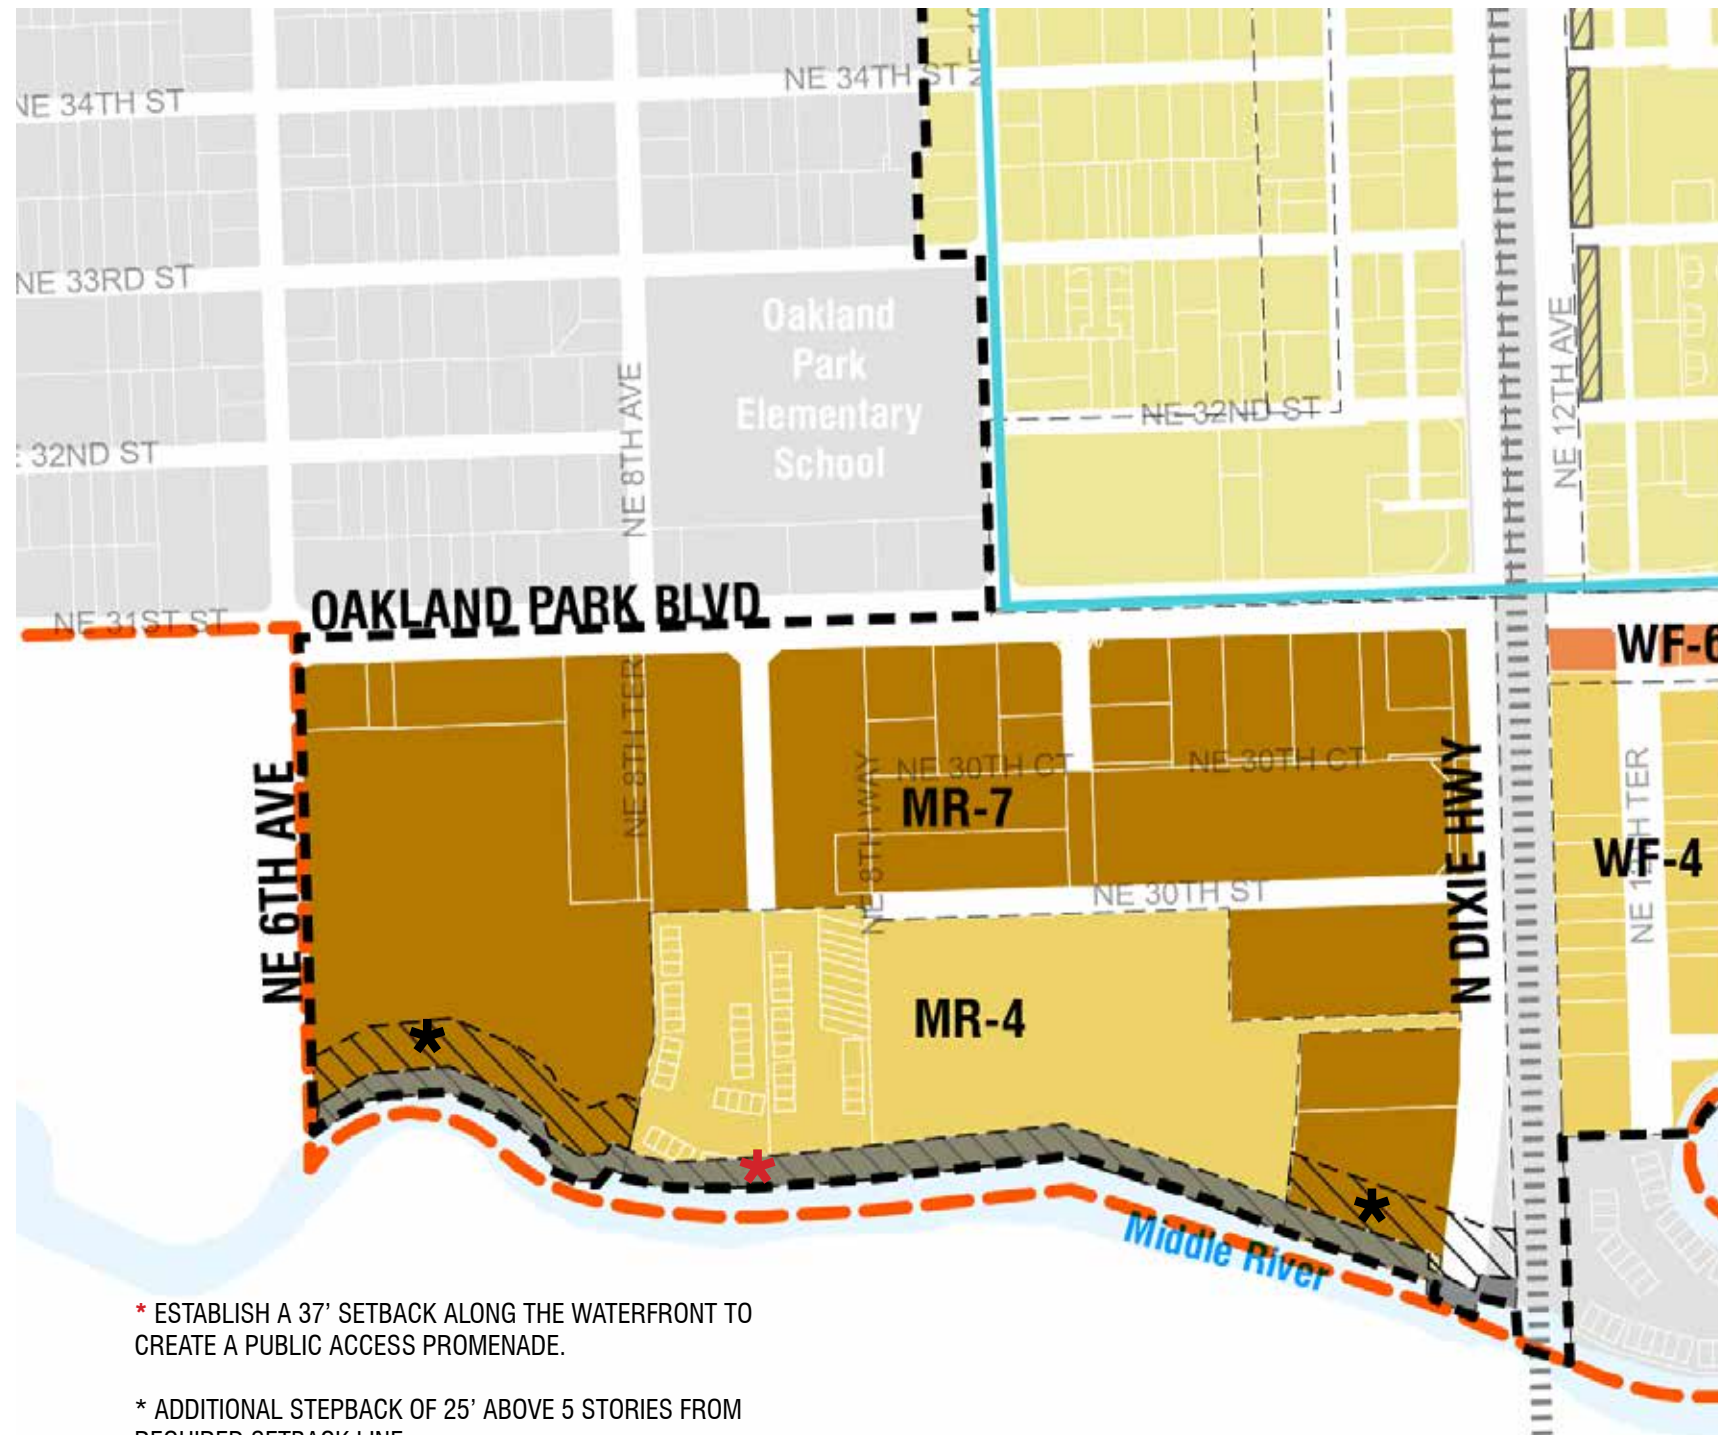 NE 34TH ST
NE 34TH ST
NE 33RD ST
Oakland
Park
Elementary
School
NE 8TH AVE
NE 12TH AVE
NE 32ND ST
32ND ST
OAKLAND PARK BLVD
NE 31ST ST
WF-6
NE 8TH TER
NE 30TH CT
NE 30TH CT
MR-7
NE 8TH WAY
NE 6TH AVE
N DIXIE HWY
WF-4
NE 30TH ST
MR-4
*
*
*
Middle River
* ESTABLISH A 37’ SETBACK ALONG THE WATERFRONT TO
CREATE A PUBLIC ACCESS PROMENADE.
* ADDITIONAL STEPBACK OF 25’ ABOVE 5 STORIES FROM
REQUIRED SETBACK LINE